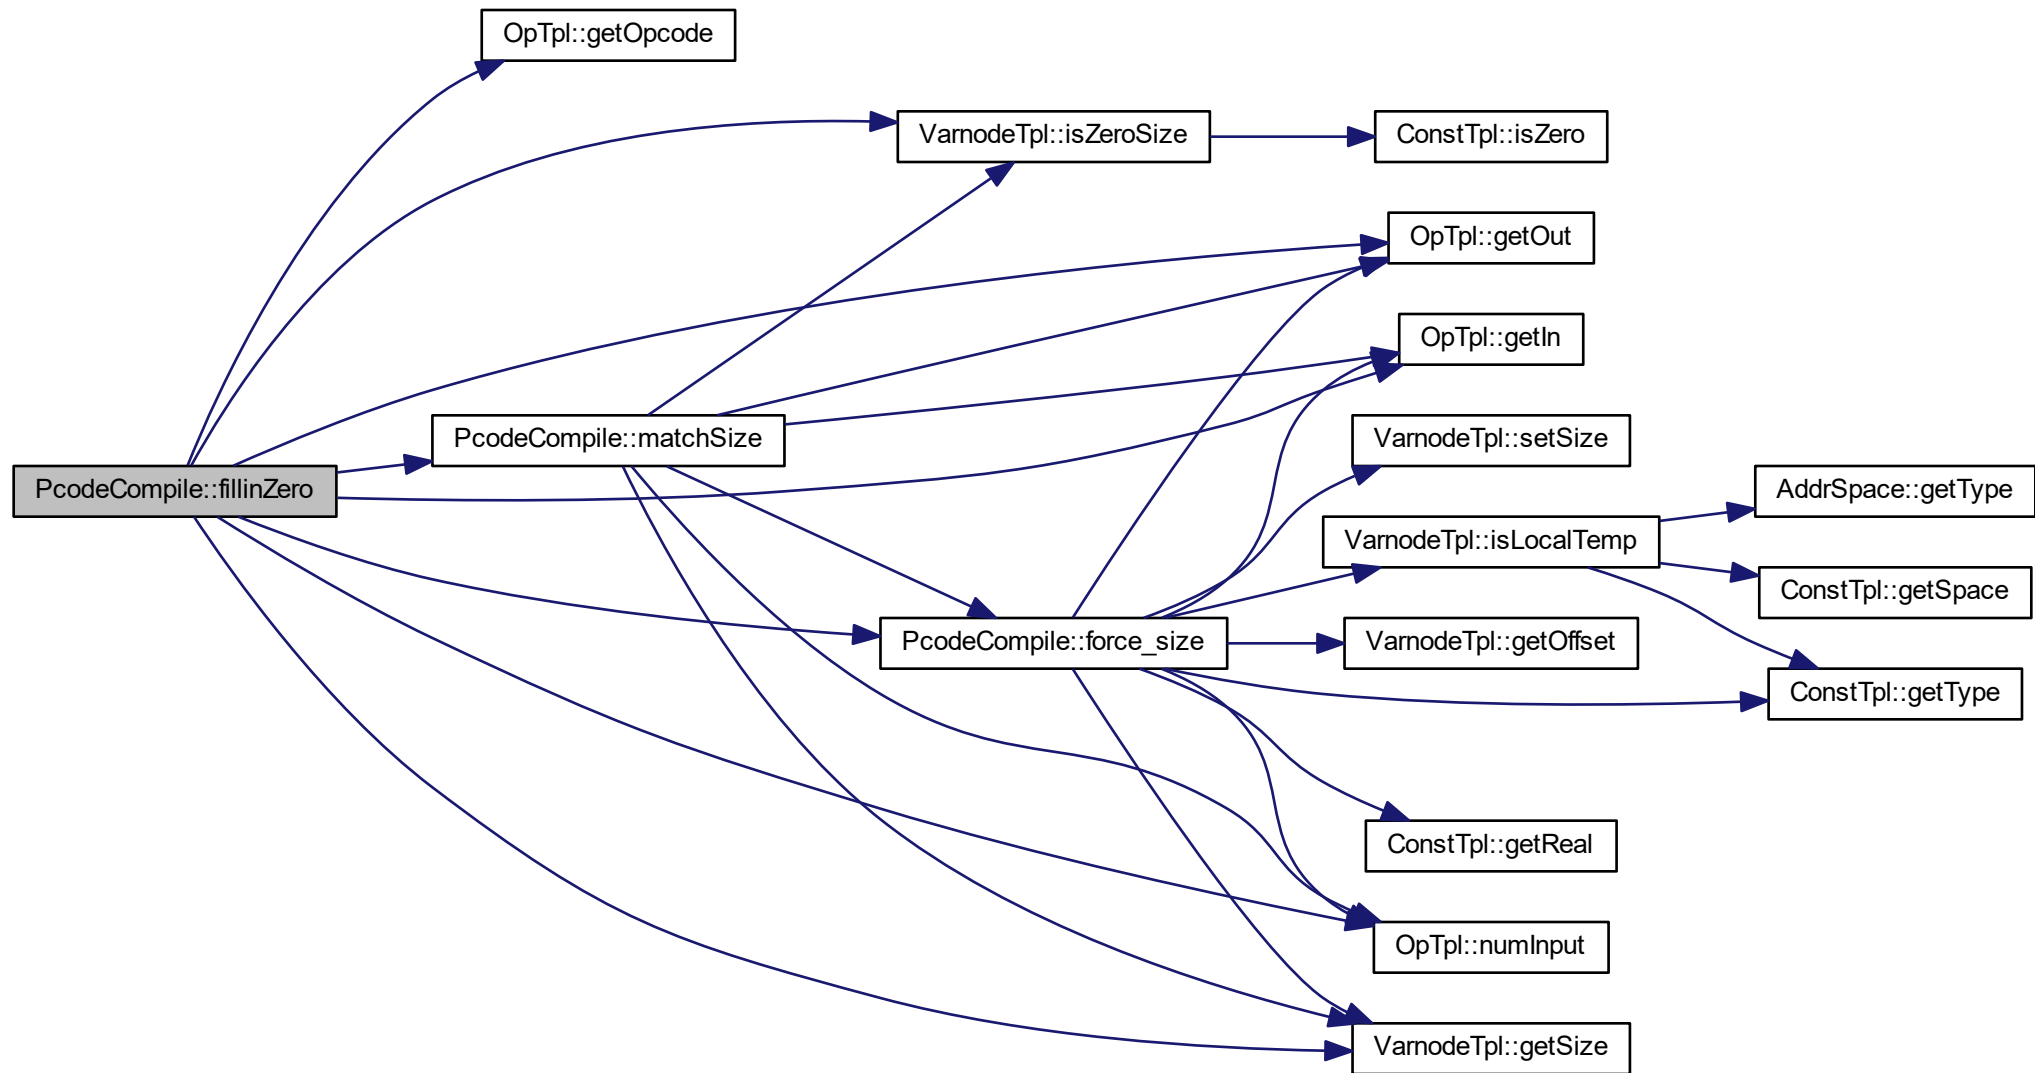 OpTpl::getOpcode
VarnodeTpl::isZeroSize
ConstTpl::isZero
OpTpl::getOut
OpTpl::getIn
PcodeCompile::matchSize
VarnodeTpl::setSize
PcodeCompile::fillinZero
AddrSpace::getType
VarnodeTpl::isLocalTemp
ConstTpl::getSpace
PcodeCompile::force_size
VarnodeTpl::getOffset
ConstTpl::getType
ConstTpl::getReal
OpTpl::numInput
VarnodeTpl::getSize